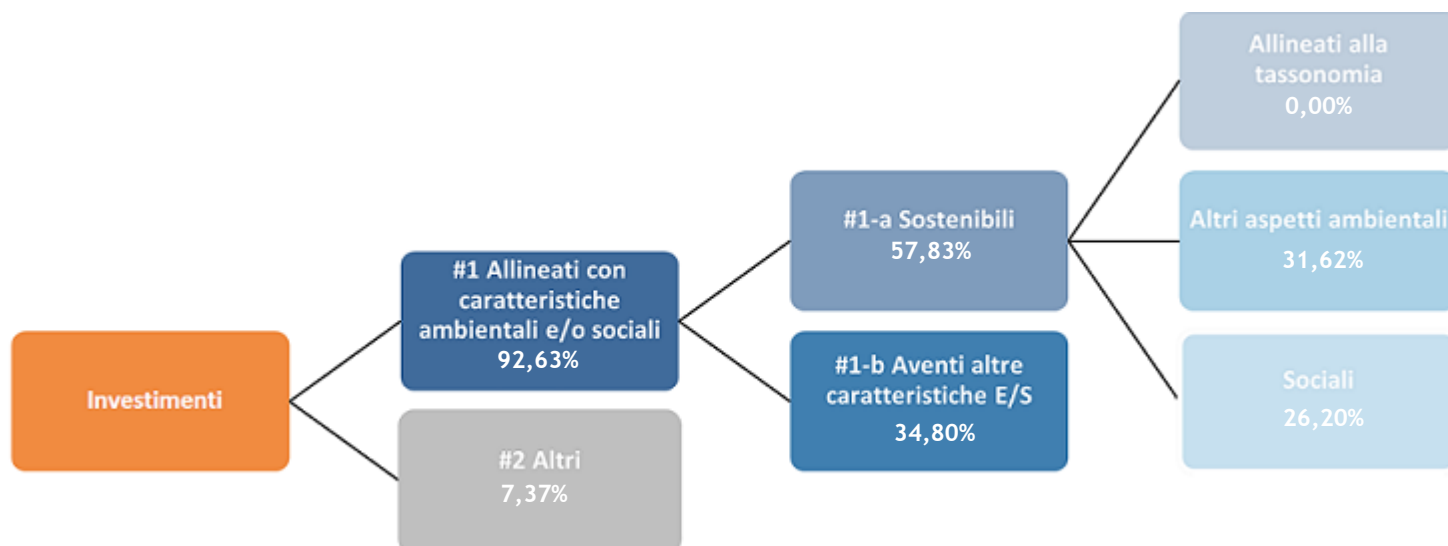 Investimenti
#1 Allineati con
caratteristiche
ambientali e/o sociali
92,63%
#2 Altri
7,37%
#1-a Sostenibili
57,83%
#1-b Aventi altre
caratteristiche E/S
34,80%
Allineati alla
tassonomia
0,00%
Altri aspetti ambientali
31,62%
Sociali
26,20%